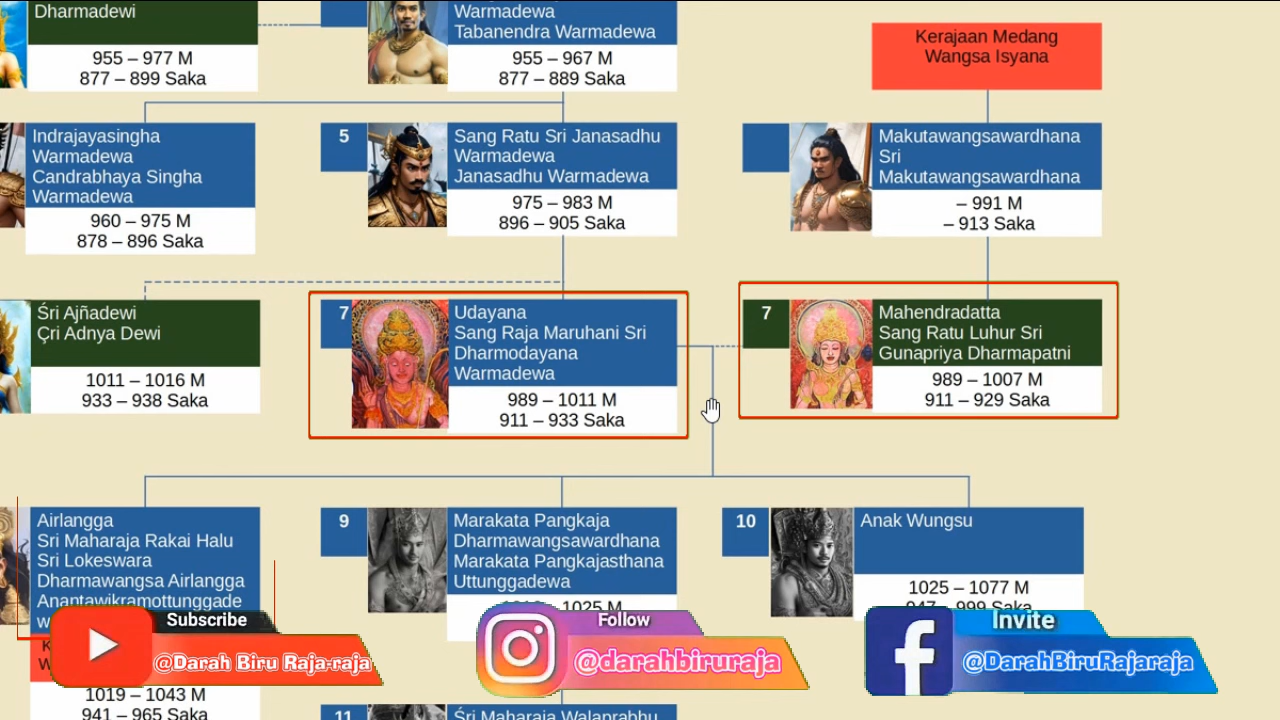 Dharmadewi
955 – 977 M
877 – 899 Saka
Warmadewa
Tabanendra Warmadewa
955 – 967 M
877 – 889 Saka
Kerajaan Medang
Wangsa Isyana
Indrajayasingha
Warmadewa
Candrabhaya Singha
Warmadewa
960 – 975 M
878 – 896 Saka
5
Sang Ratu Sri Janasadhu
Warmadewa
Janasadhu Warmadewa
975 – 983 M
896 – 905 Saka
Makutawangsawardhana
Sri
Makutawangsawardhana
– 991 M
– 913 Saka
Śri Ajñadewi
Çri Adnya Dewi
1011 – 1016 M
933 – 938 Saka
7
Udayana
Sang Raja Maruhani Sri
Dharmodayana
Warmadewa
989 – 1011 M
911 – 933 Saka
7
Mahendradatta
Sang Ratu Luhur Sri
Gunapriya Dharmapatni
989 – 1007 M
911 – 929 Saka
Airlangga
Sri Maharaja Rakai Halu
Sri Lokeswara
Dharmawangsa Airlangga
Anantawikramottunggade
1019 – 1043 M
941 – 965 Saka
9
Marakata Pangkaja
Dharmawangsawardhana
Marakata Pangkajasthana
Uttunggadewa
– 1025 M
10
Anak Wungsu
1025 – 1077 M
947 – 999 Saka
11
Śri Maharaja Walaprabhu
Subscribe
@Darah Biru Raja-raja
Follow
@darahbiruraja
Invite
@DarahBiruRajaraja